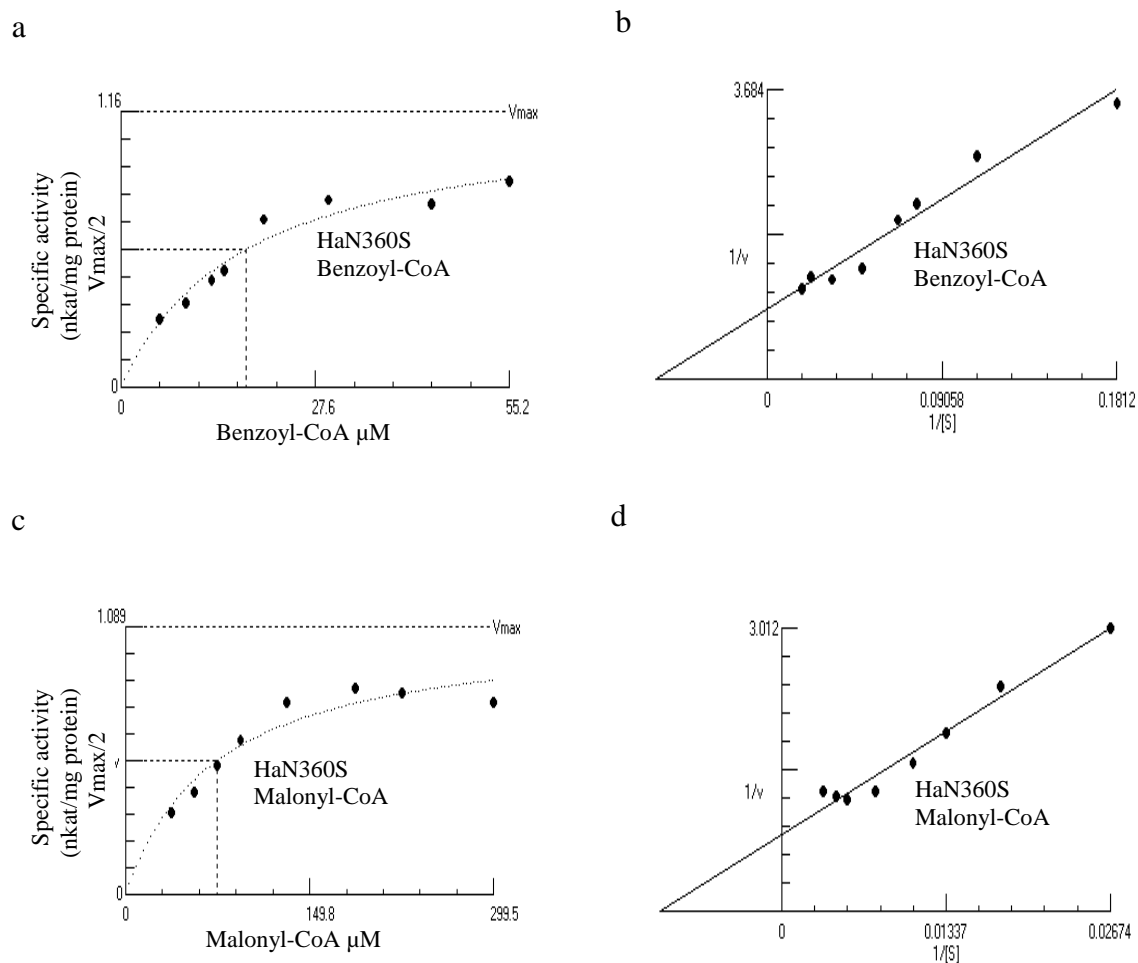 a
1.16
Vmax
Specific activity
(nkat/mg protein)
Vmax/2
HaN360S
Benzoyl-CoA
0
0
27.6
55.2
Benzoyl-CoA µM
b
3.684
1/v
HaN360S
Benzoyl-CoA
0
0.09058
0.1812
1/[S]
c
1.089
Vmax
Specific activity
(nkat/mg protein)
Vmax/2
v
HaN360S
Malonyl-CoA
0
0
149.8
299.5
Malonyl-CoA µM
d
3.012
1/v
HaN360S
Malonyl-CoA
0
0.01337
0.02674
1/[S]